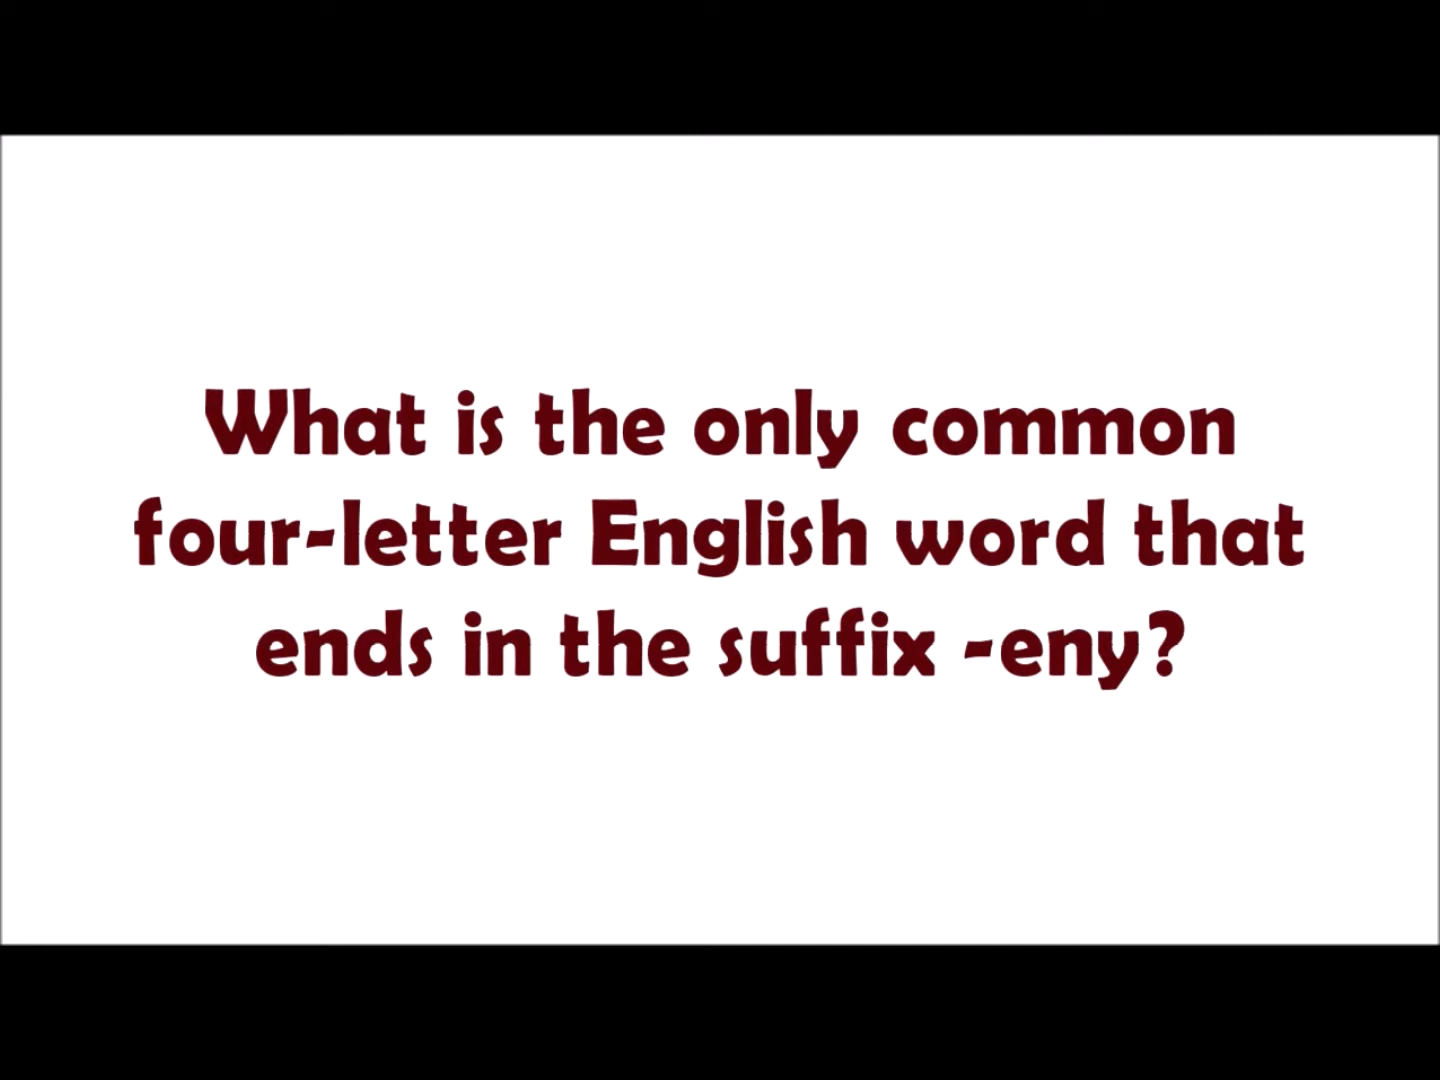 What is the only common
four-letter English word that
ends in the suffix -eny?